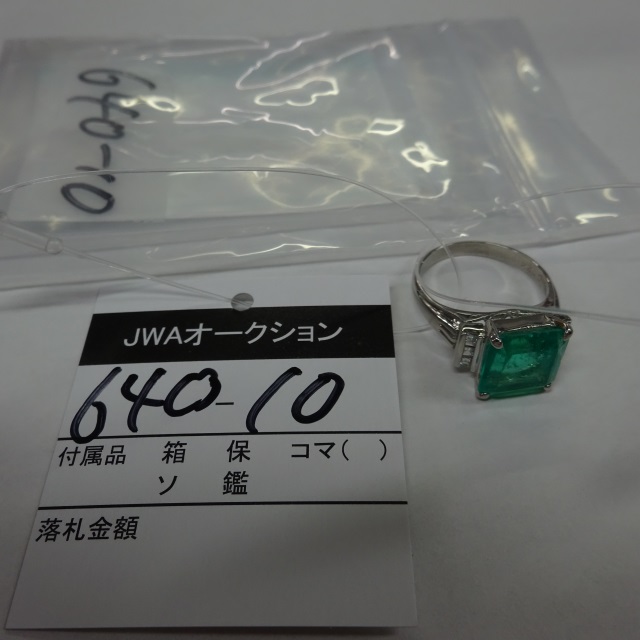 640-10
JWAオークション
640-10
付属品 箱 保 コマ( )
ソ 鑑
落札金額